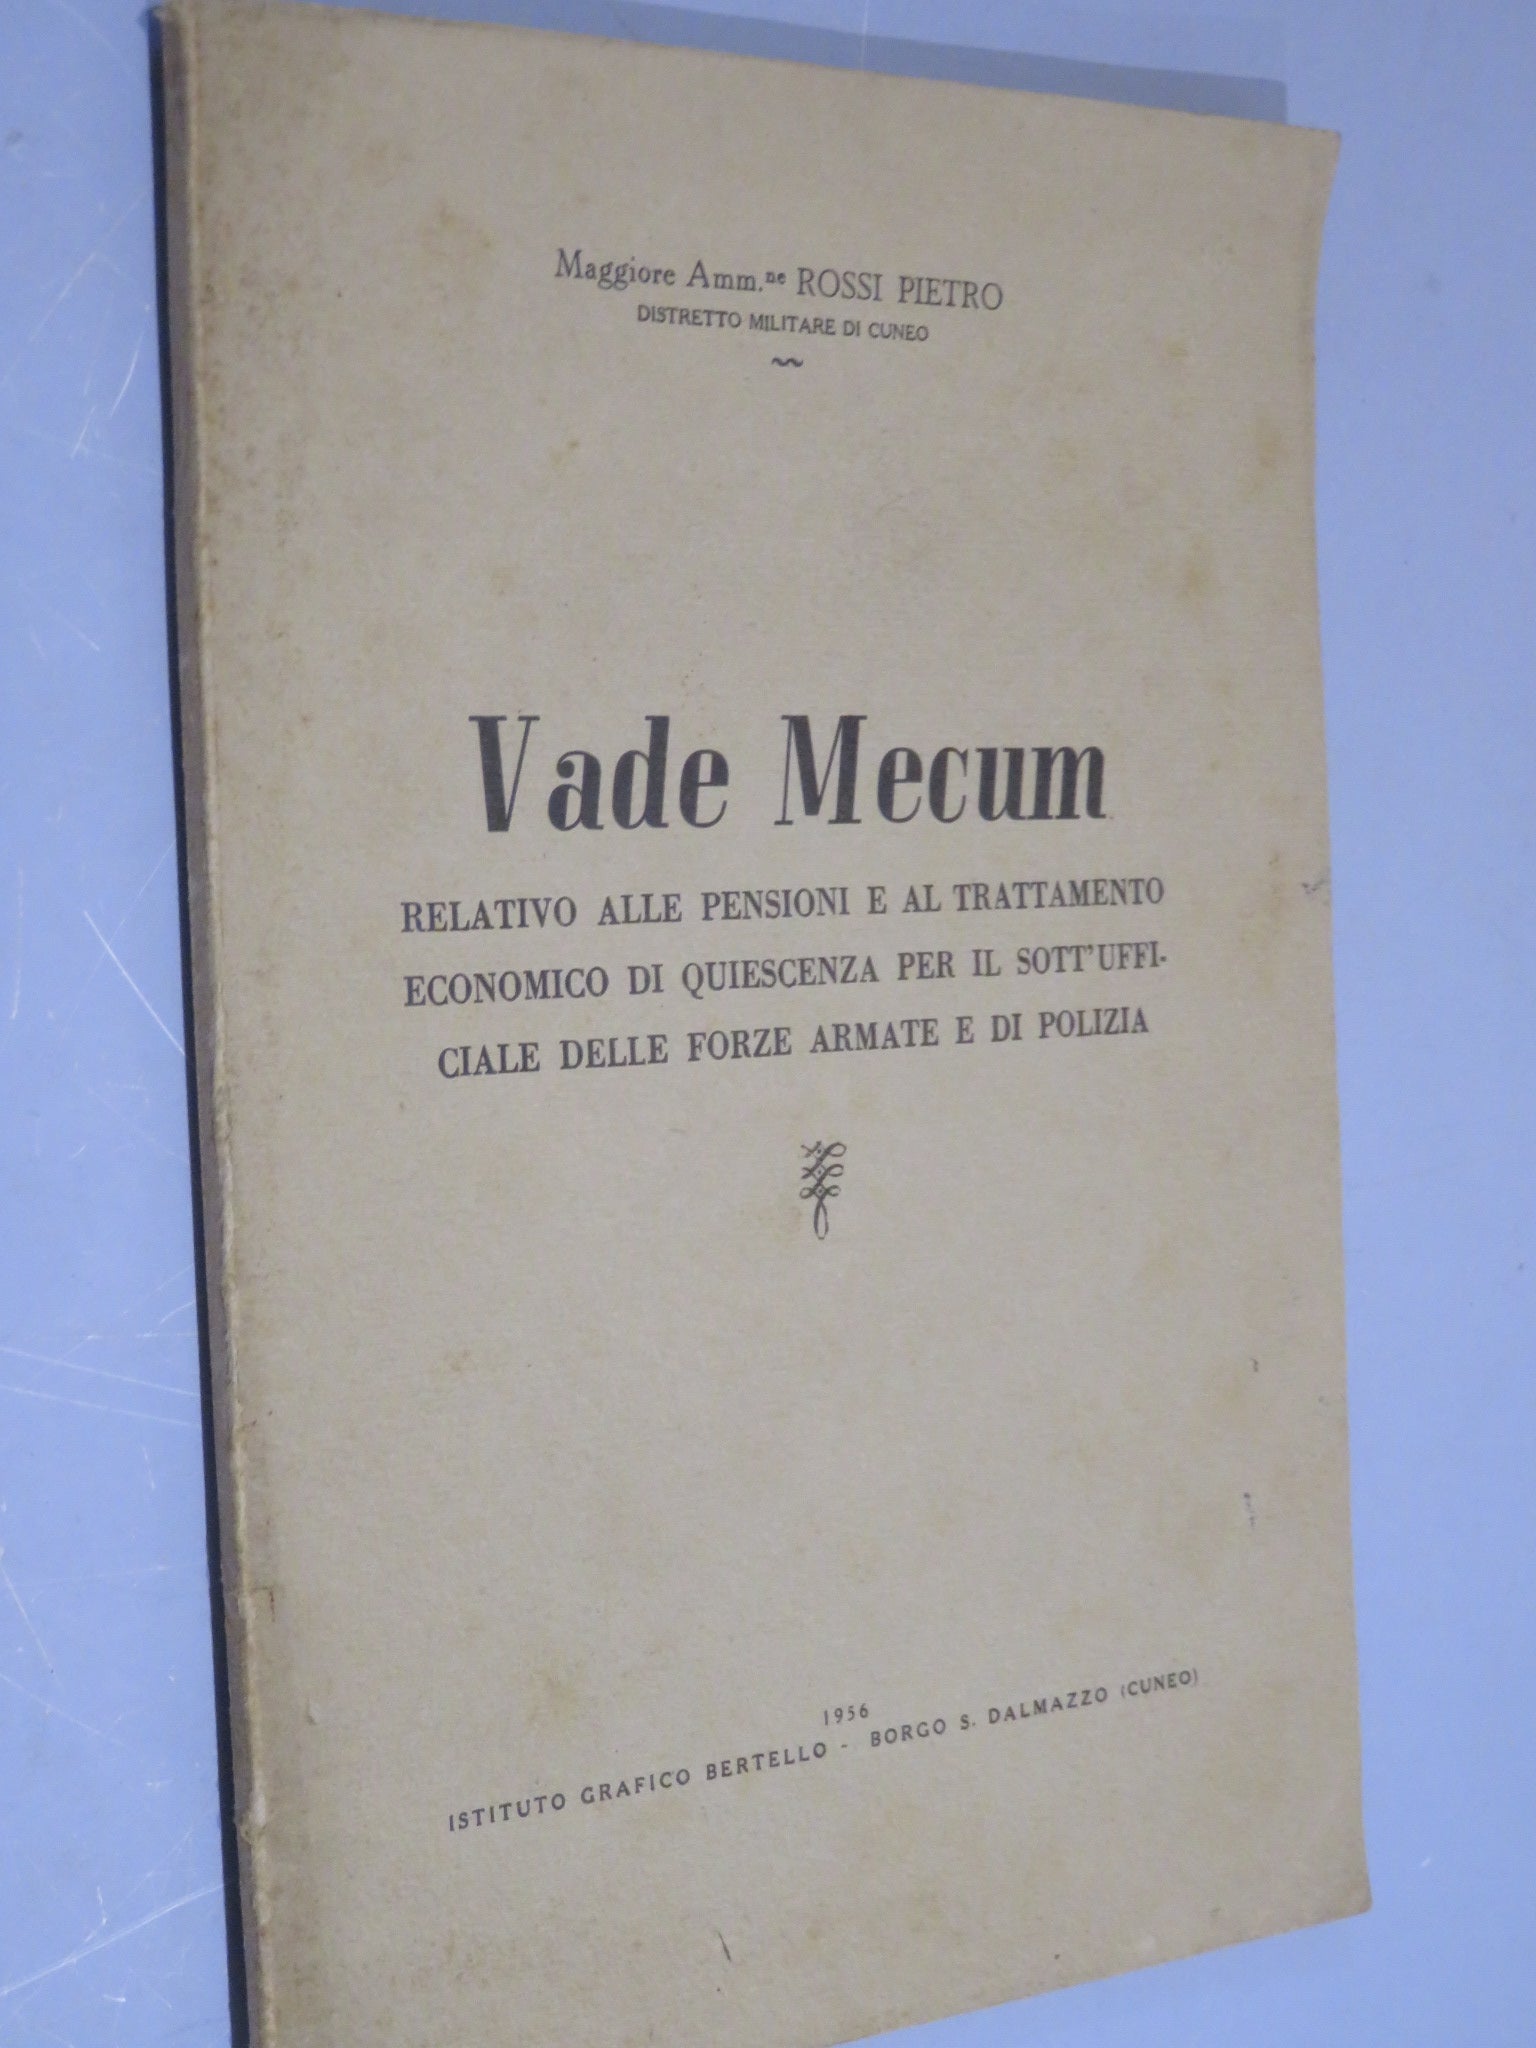 Maggiore Amm.ne ROSSI PIETRO
DISTRETTO MILITARE DI CUNEO
Vade Mecum
RELATIVO ALLE PENSIONI E AL TRATTAMENTO
ECONOMICO DI QUIESCENZA PER IL SOTT'UFFI-
CIALE DELLE FORZE ARMATE E DI POLIZIA
1956
ISTITUTO GRAFICO BERTELLO - BORGO S. DALMAZZO (CUNEO)